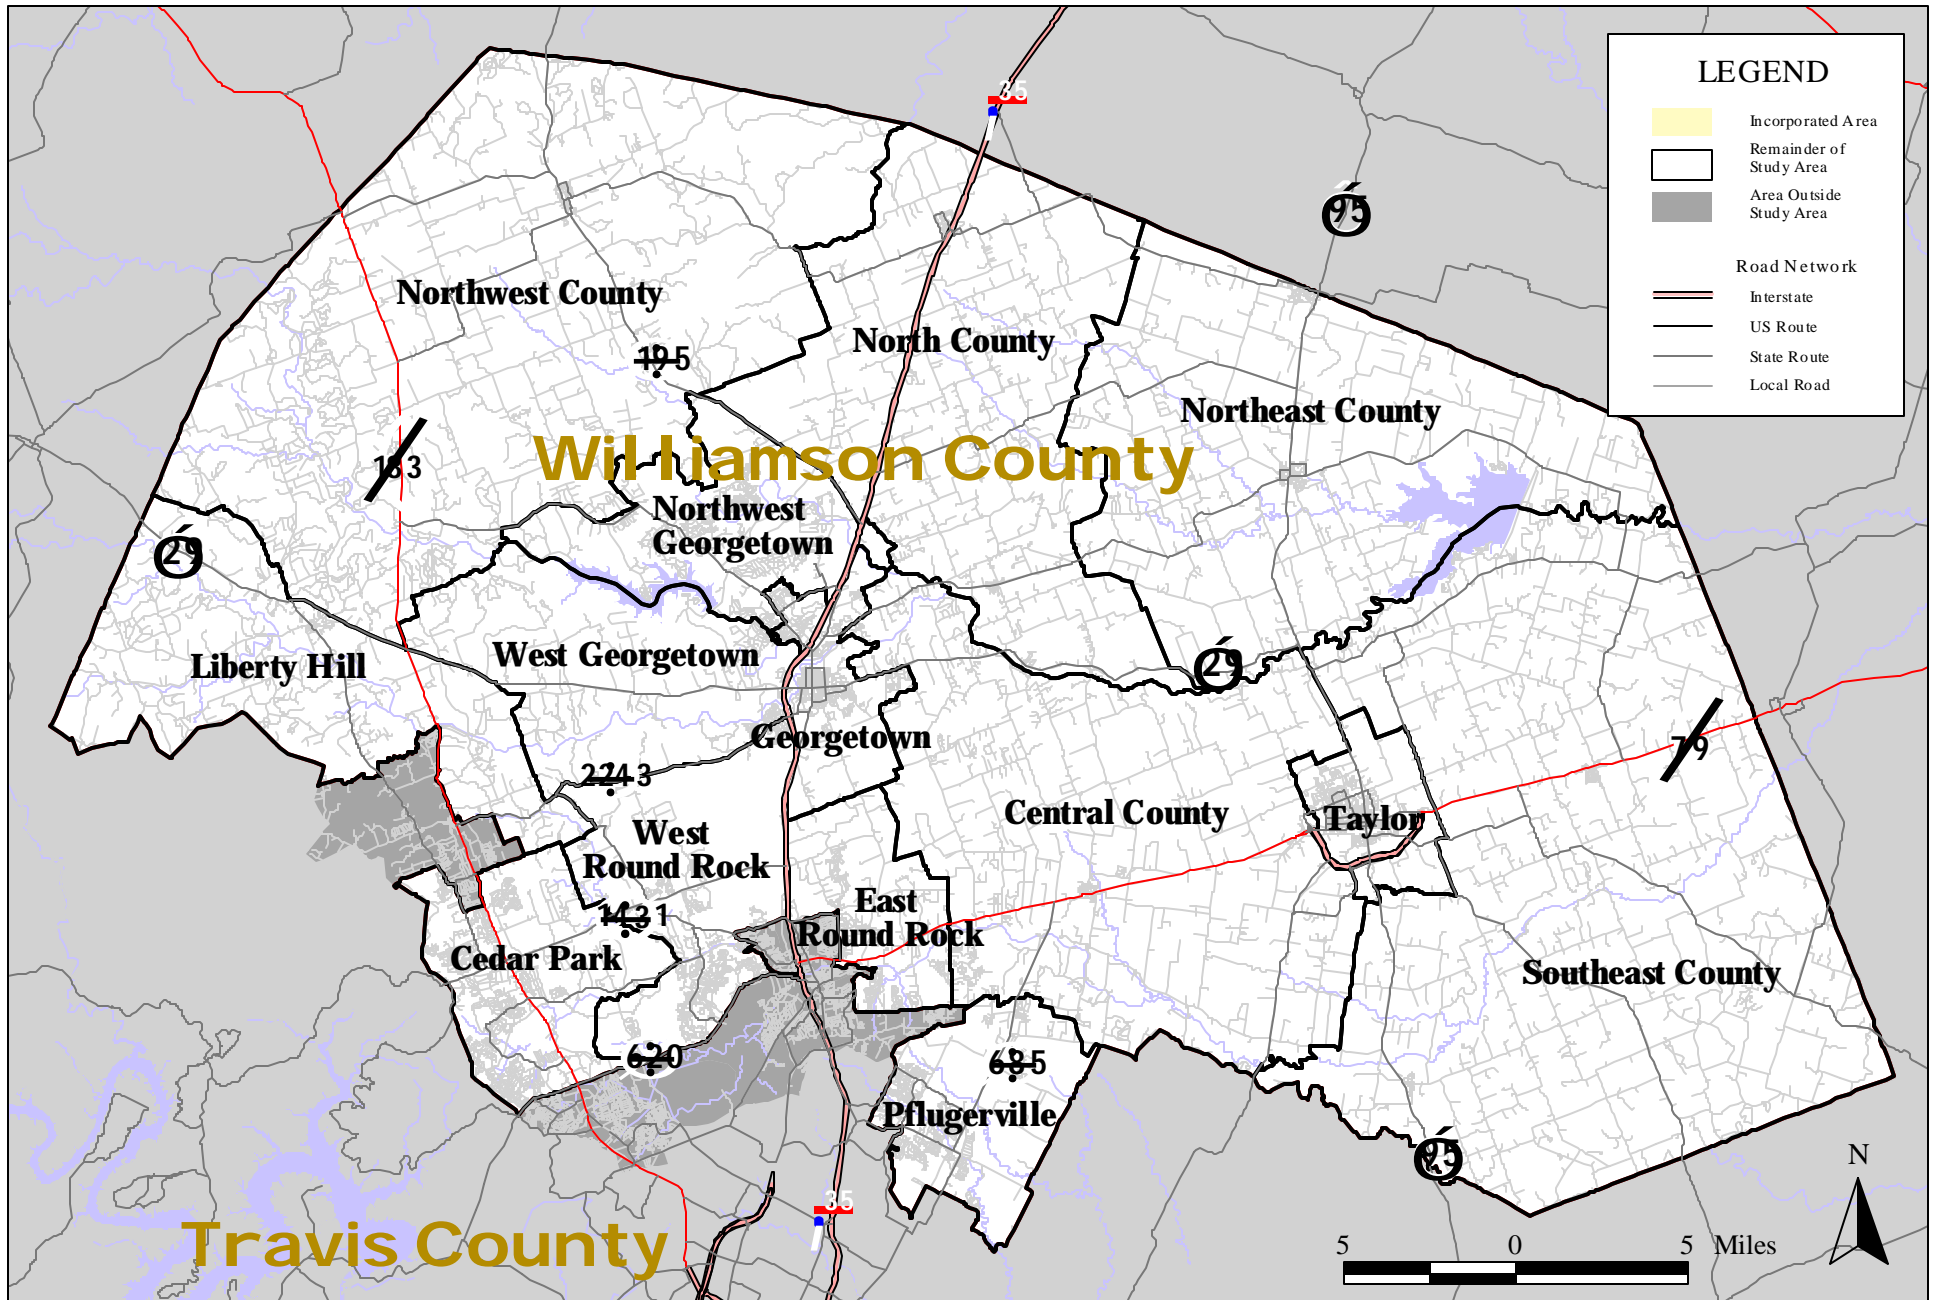 LEGEND
Incorporated Area
Remainder of
Study Area
Area Outside
Study Area
Road Network
Interstate
US Route
State Route
Local Road
35
95
Northwest County
North County
195
Northeast County
Williamson County
183
Northwest
Georgetown
29
West Georgetown
Liberty Hill
29
Georgetown
79
2243
Central County
Taylor
West
Round Rock
East
Round Rock
1431
Cedar Park
Southeast County
620
685
Pflugerville
95
35
Travis County
N
5 0 5 Miles